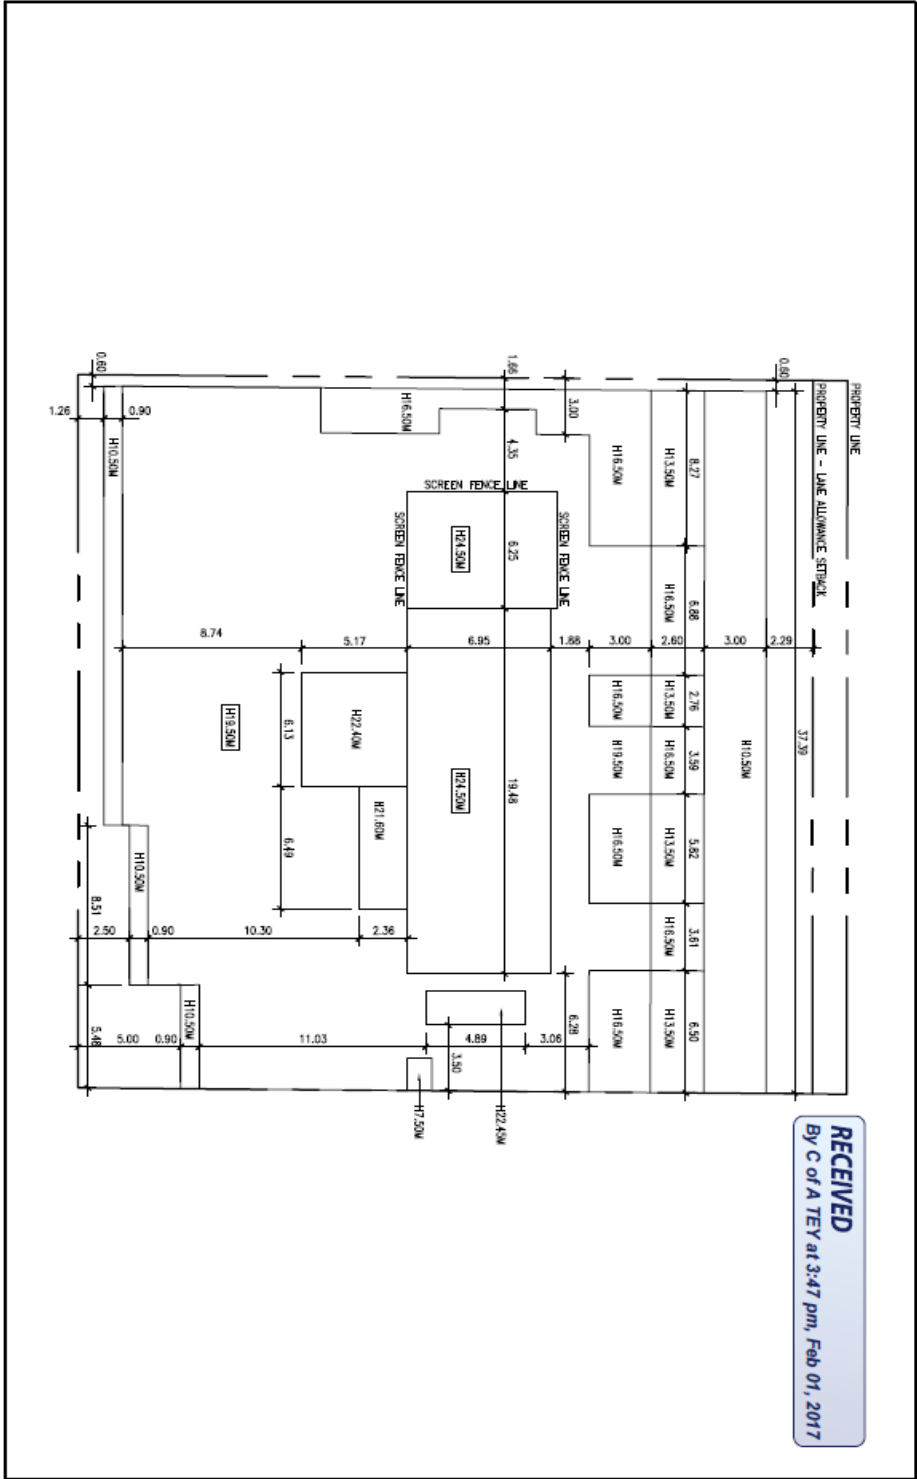 PROPERTY LINE
PROPERTY LINE - LANE ALLOWANCE SETBACK
0.60
37.39
2.29
H10.50M
3.00
8.27
6.88
2.76
3.59
5.82
3.61
6.50
H13.50M
H16.50M
H13.50M
H16.50M
H13.50M
H16.50M
H13.50M
2.60
H16.50M
3.00
H16.50M
H19.50M
H16.50M
H16.50M
3.00
1.88
6.28
3.06
SCREEN FENCE LINE
1.66
4.35
6.25
19.48
SCREEN FENCE LINE
H24.50M
6.95
H24.50M
4.89
H22.45M
3.50
H7.50M
SCREEN FENCE LINE
H16.50M
5.17
H22.40M
H21.60M
2.36
6.13
6.49
8.74
H19.50M
10.30
11.03
0.60
0.90
1.26
H10.50M
H10.50M
0.90
2.50
8.51
H10.50M
0.90
5.00
5.48
RECEIVED
By C of A TEY at 3:47 pm, Feb 01, 2017